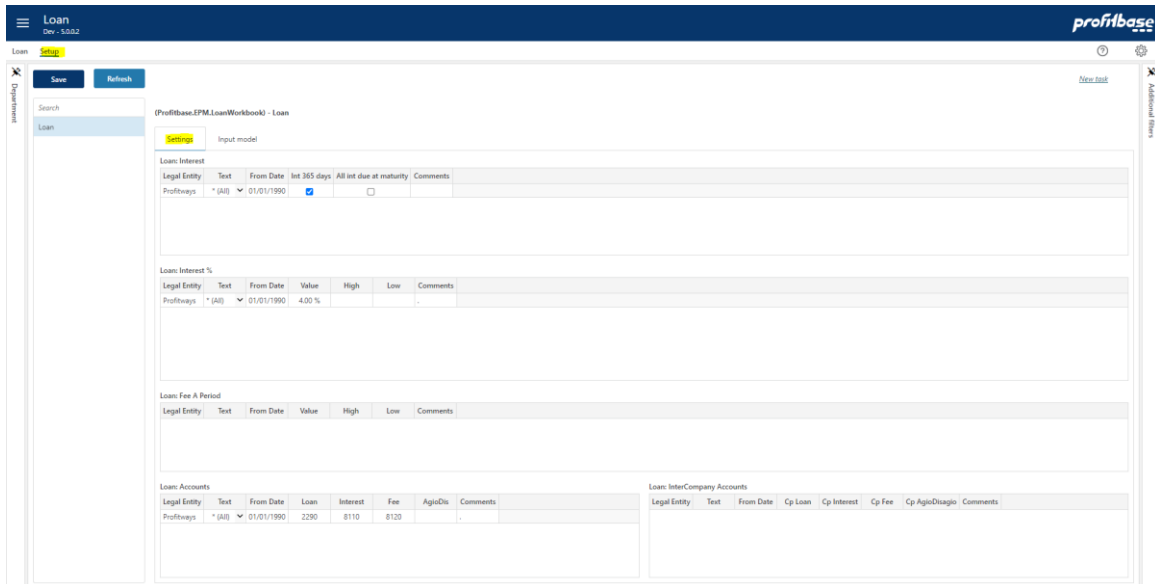 Loan
Dev - 5.0.0.2
profitbase
Loan Setup
Department
Save Refresh
New task
Additional filters
Search
Loan
(Profitbase.EPM.LoanWorkbook) - Loan
Settings Input model
Loan: Interest
Legal Entity Text From Date Int 365 days All int due at maturity Comments
Profitways * (All) 01/01/1990
Loan: Interest %
Legal Entity Text From Date Value High Low Comments
Profitways * (All) 01/01/1990 4.00 % .
Loan: Fee A Period
Legal Entity Text From Date Value High Low Comments
Loan: Accounts
Legal Entity Text From Date Loan Interest Fee AgioDis Comments
Profitways * (All) 01/01/1990 2290 8110 8120 .
Loan: InterCompany Accounts
Legal Entity Text From Date Cp Loan Cp Interest Cp Fee Cp AgioDisagio Comments